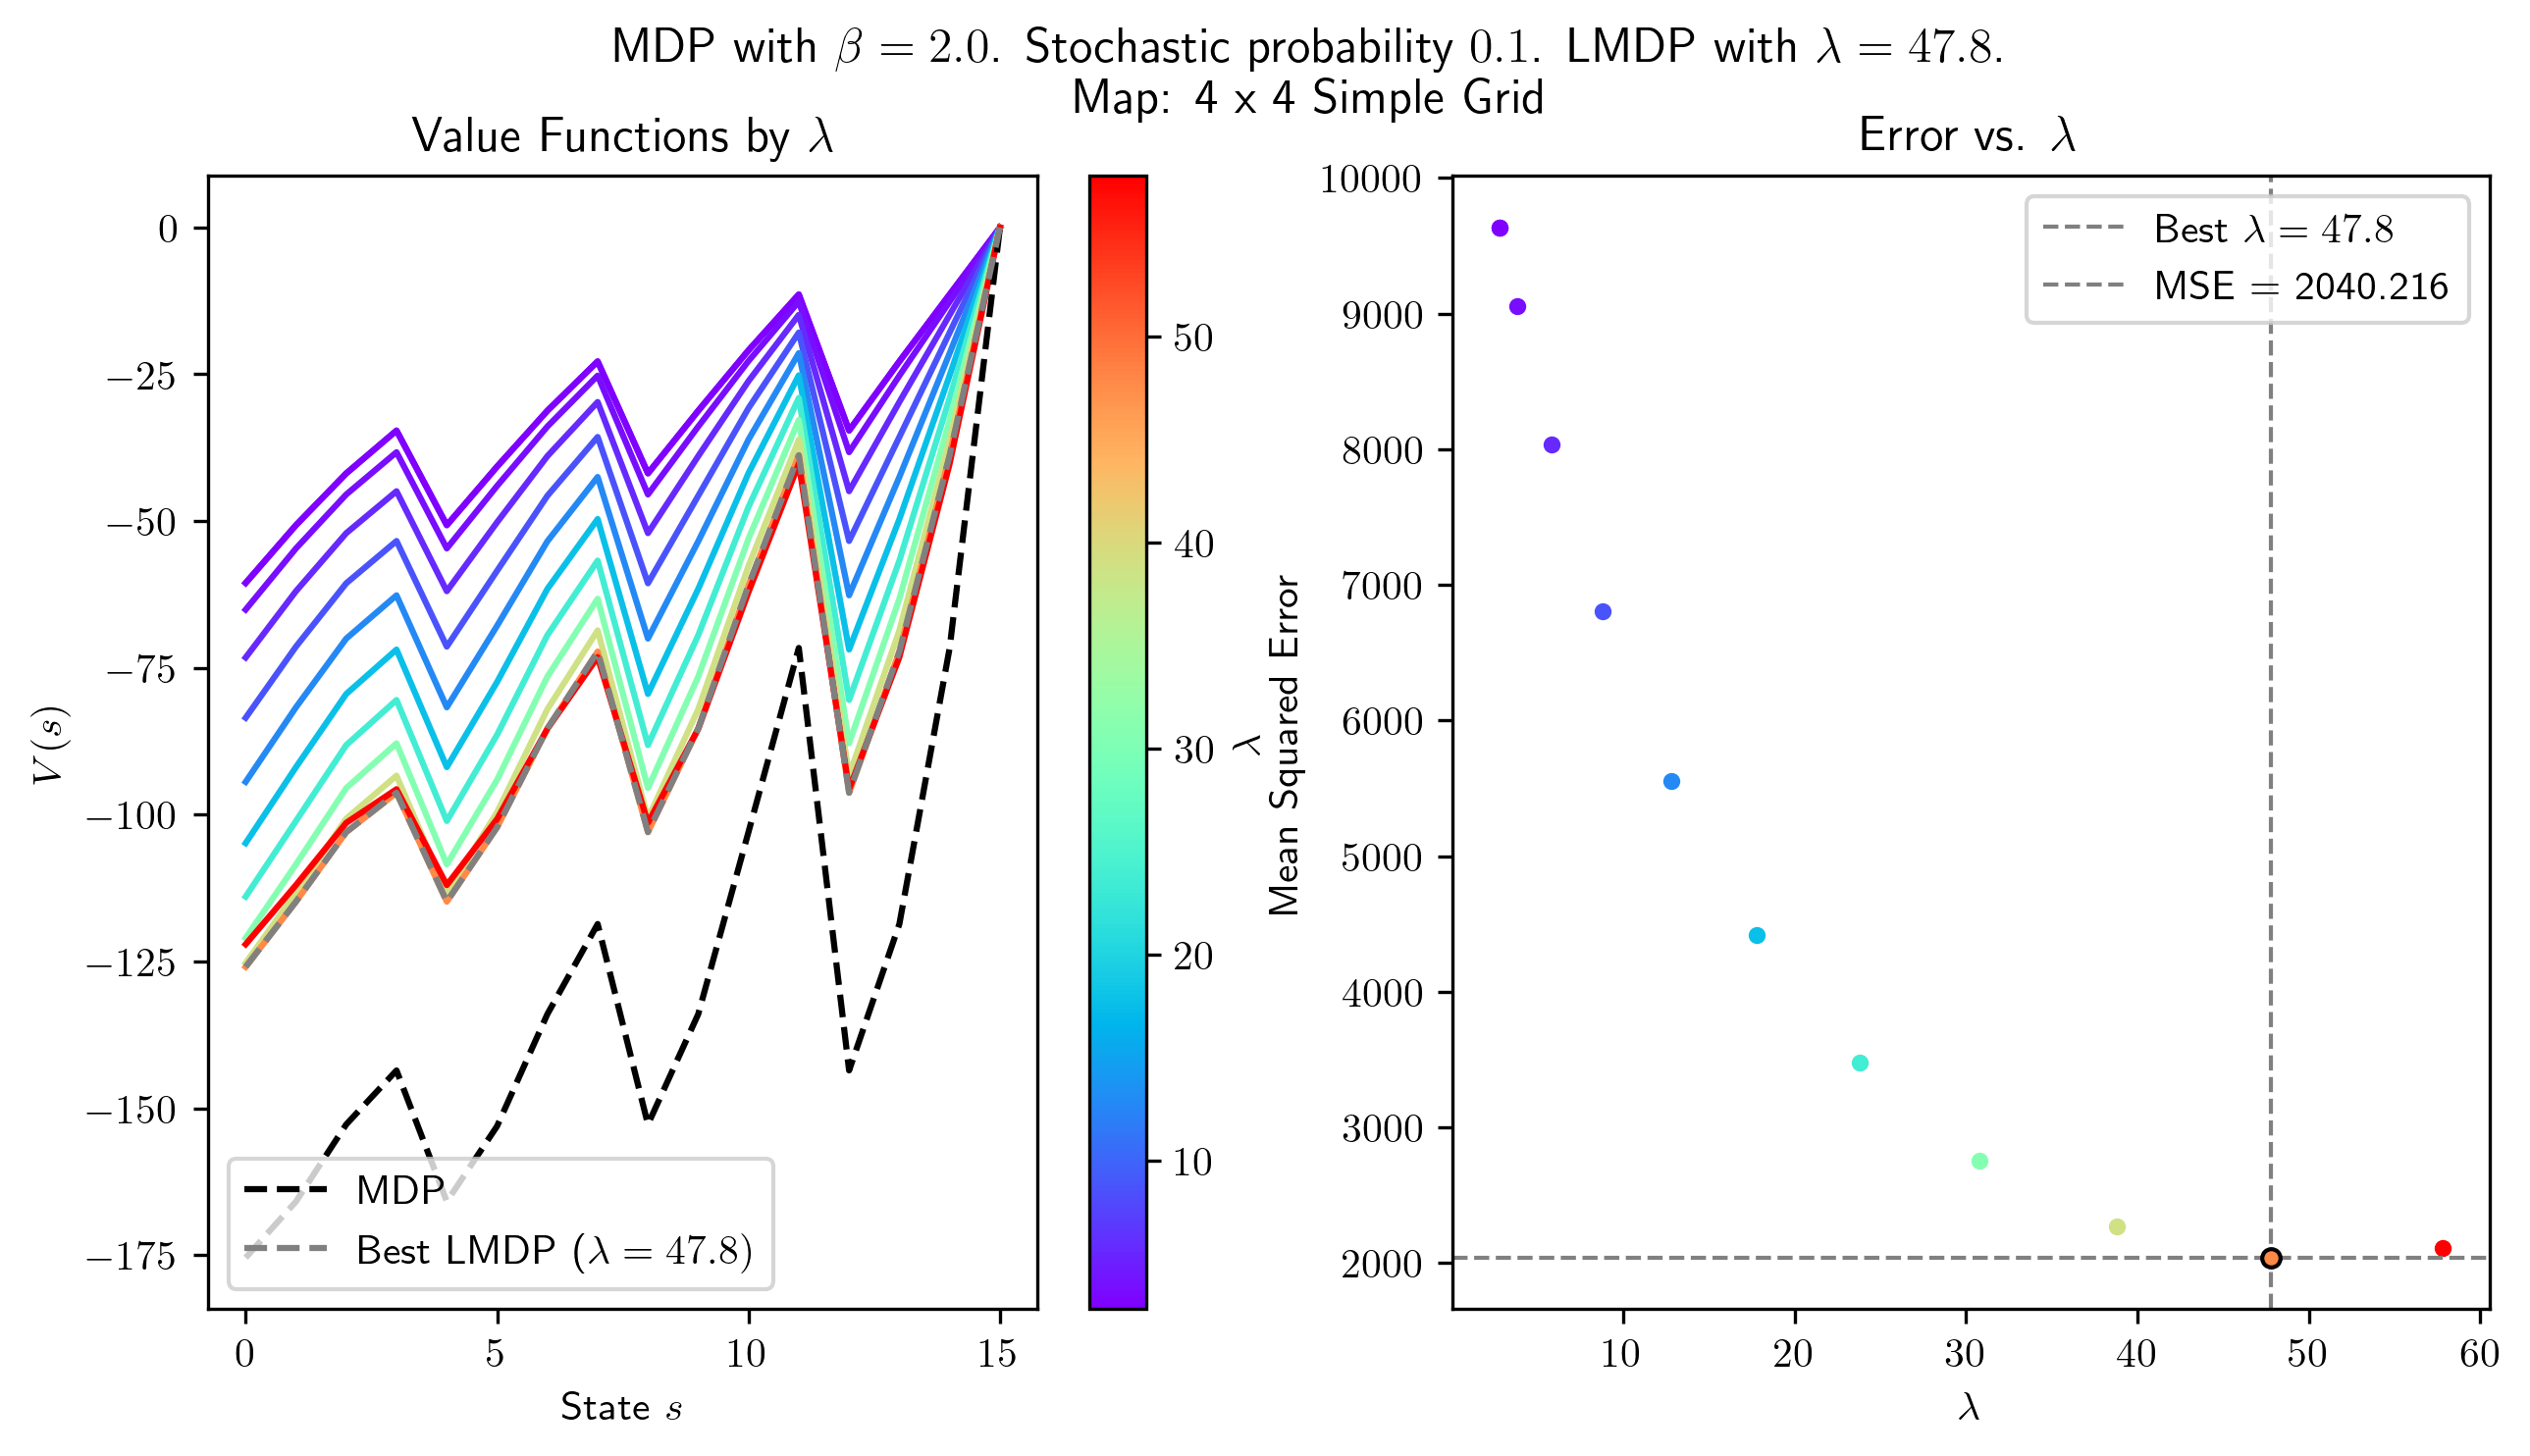 MDP with β = 2.0. Stochastic probability 0.1. LMDP with λ = 47.8.
Map: 4 x 4 Simple Grid
Value Functions by λ
0
−25
−50
−75
−100
−125
−150
−175
V(s)
0
5
10
15
State s
MDP
Best LMDP (λ = 47.8)
50
40
30
20
10
λ
Error vs. λ
10000
9000
8000
7000
6000
5000
4000
3000
2000
Mean Squared Error
10
20
30
40
50
60
λ
Best λ = 47.8
MSE = 2040.216